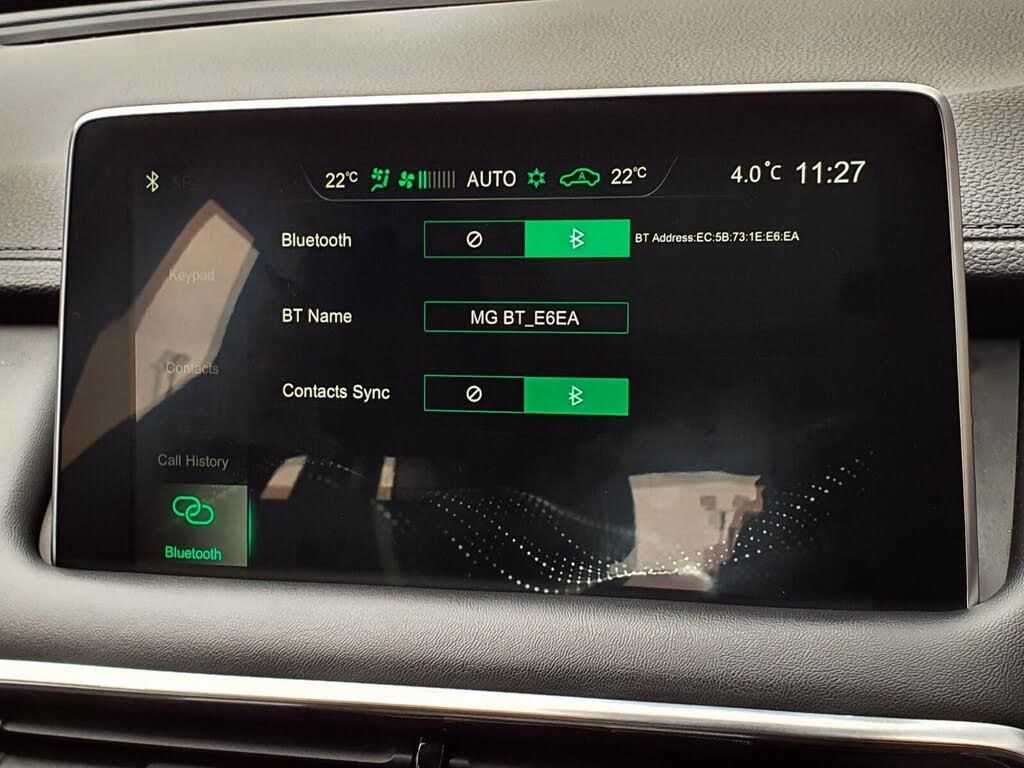 22°C AUTO 22°C 4.0°C 11:27
Bluetooth BT Address:EC:5B:73:1E:E6:EA
Keypad
BT Name MG BT_E6EA
Contacts
Contacts Sync
Call History
Bluetooth